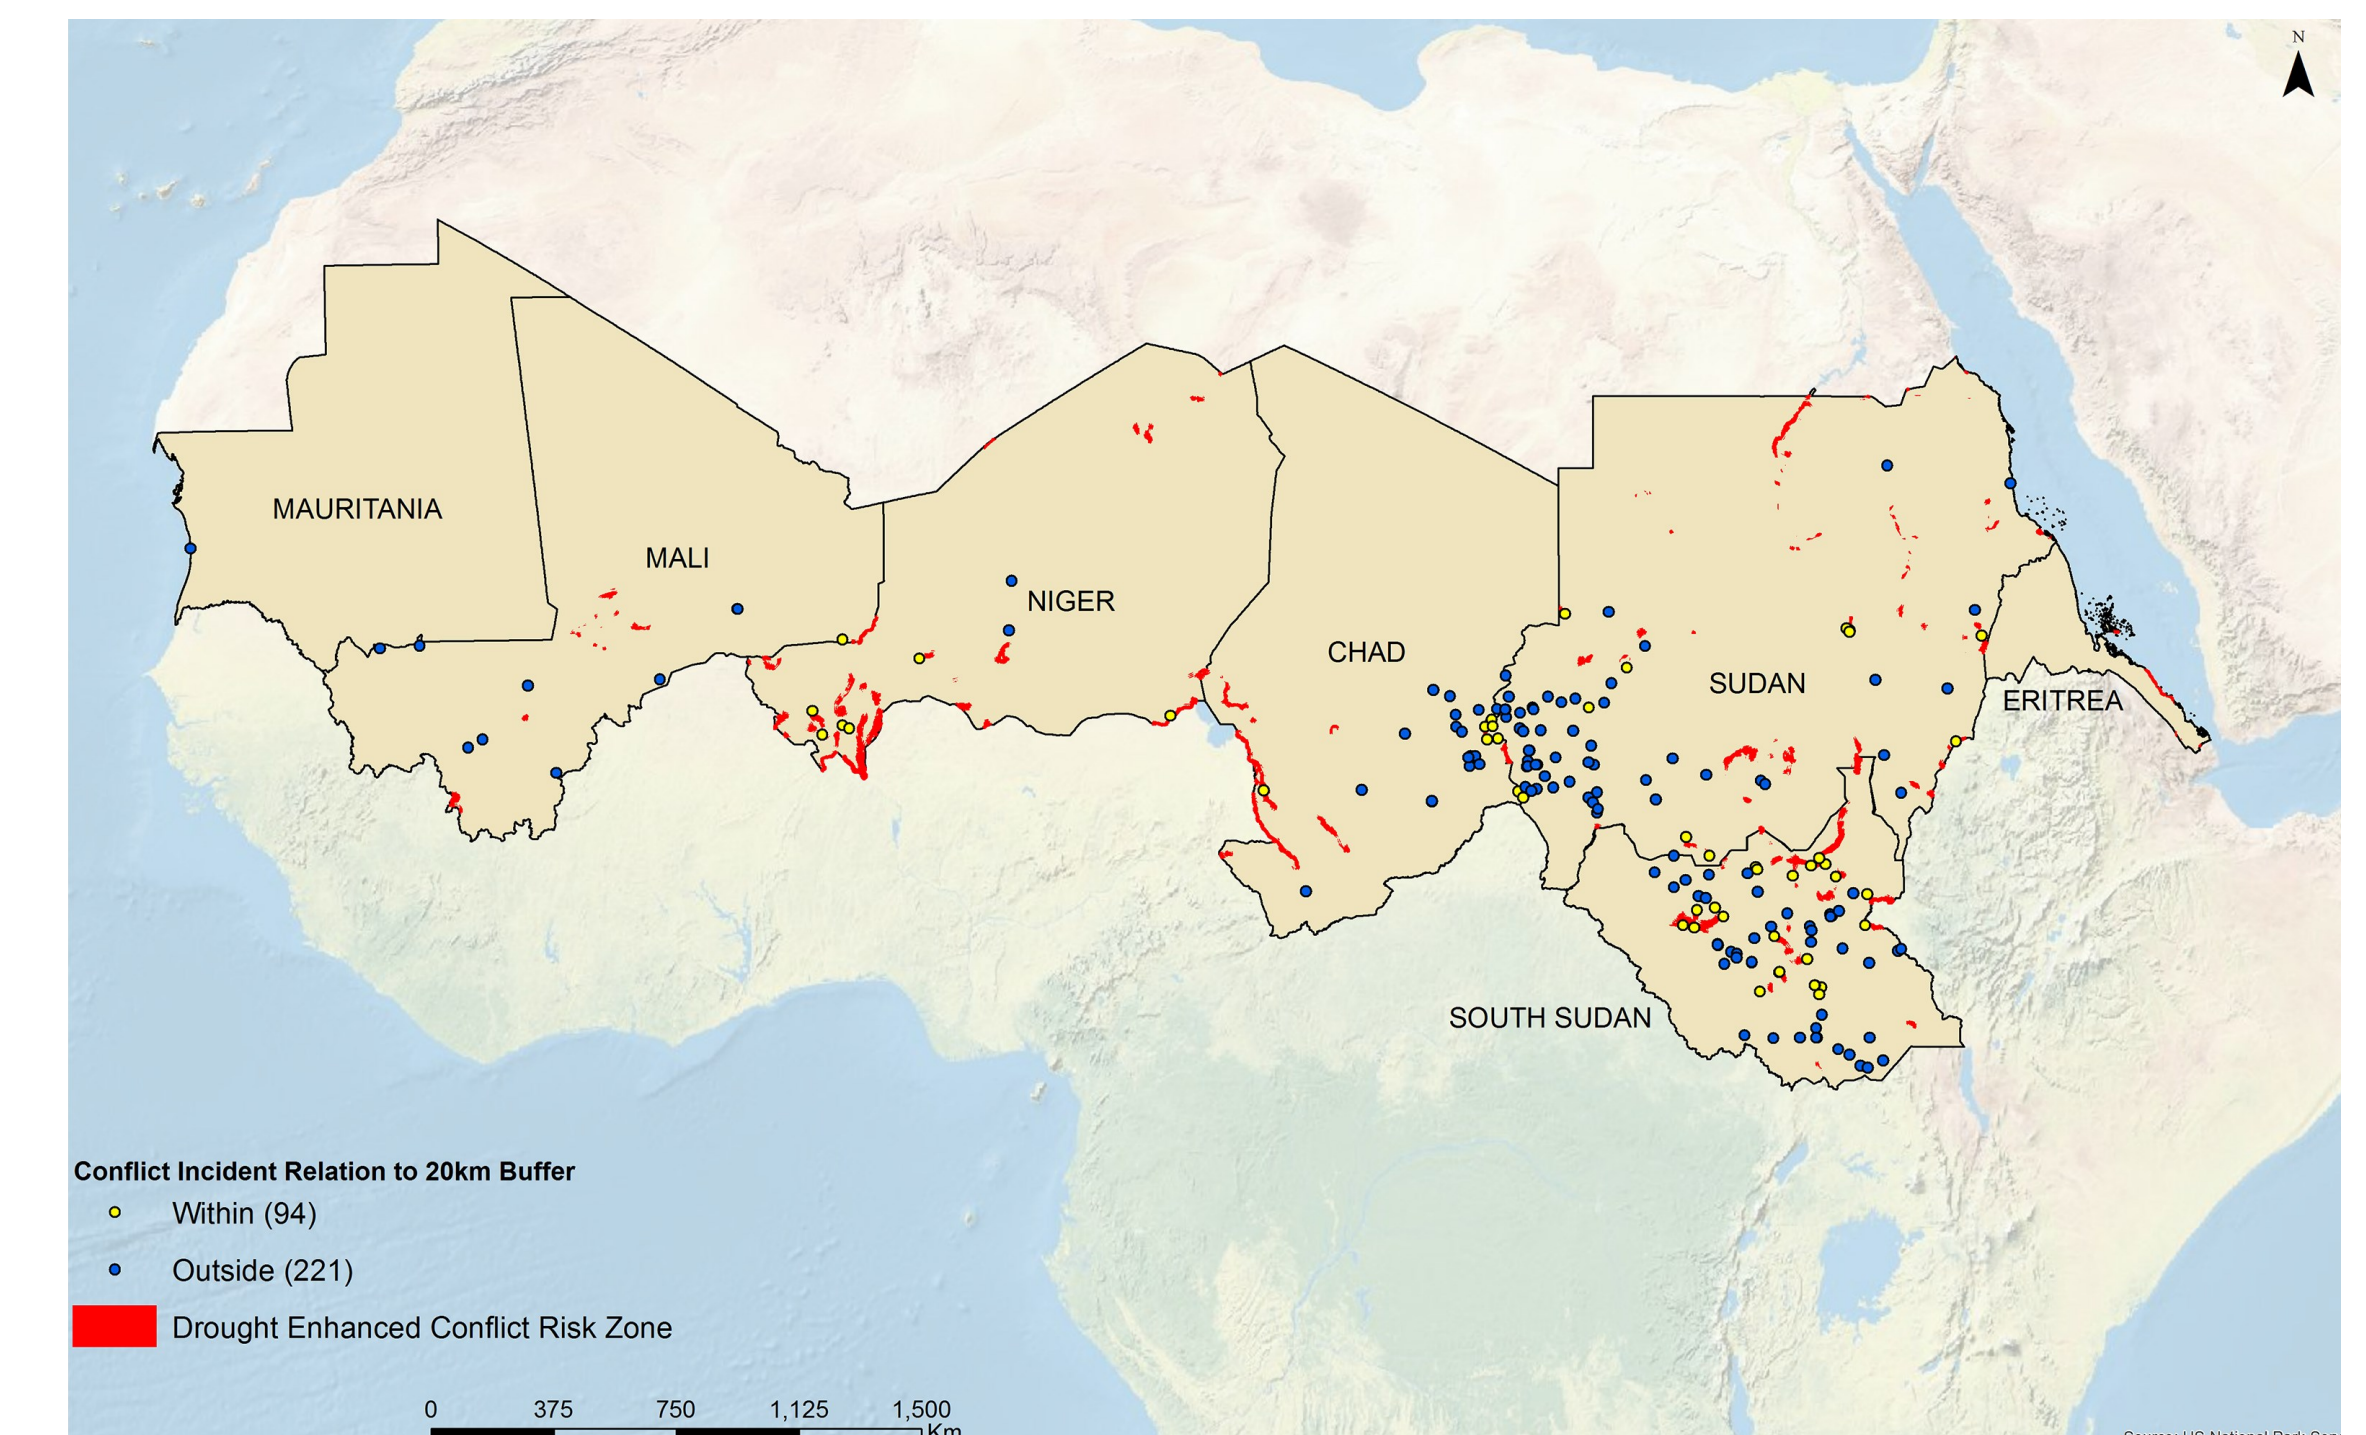 N
MAURITANIA
MALI
NIGER
CHAD
SUDAN
ERITREA
SOUTH SUDAN
Conflict Incident Relation to 20km Buffer
Within (94)
Outside (221)
Drought Enhanced Conflict Risk Zone
0 375 750 1,125 1,500
Km